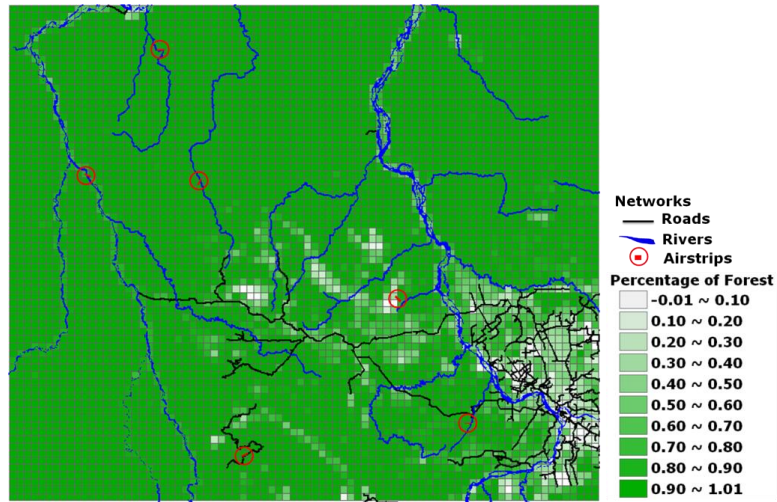 Networks
Roads
Rivers
Airstrips
Percentage of Forest
-0.01 ~ 0.10
0.10 ~ 0.20
0.20 ~ 0.30
0.30 ~ 0.40
0.40 ~ 0.50
0.50 ~ 0.60
0.60 ~ 0.70
0.70 ~ 0.80
0.80 ~ 0.90
0.90 ~ 1.01